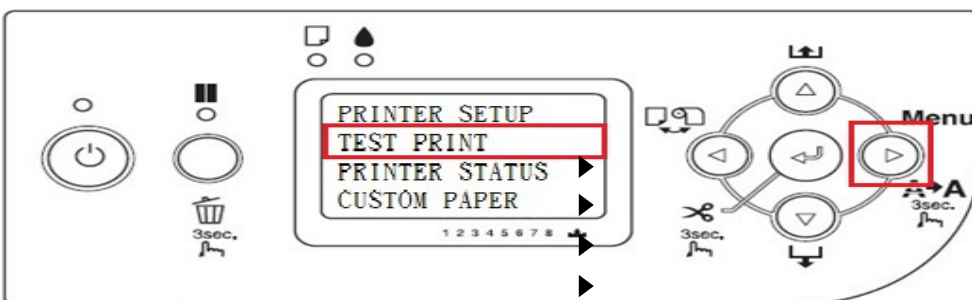 PRINTER SETUP
TEST PRINT
PRINTER STATUS
CUSTOM PAPER
12345678
Menu
A→A
3sec.
3sec.
3sec.